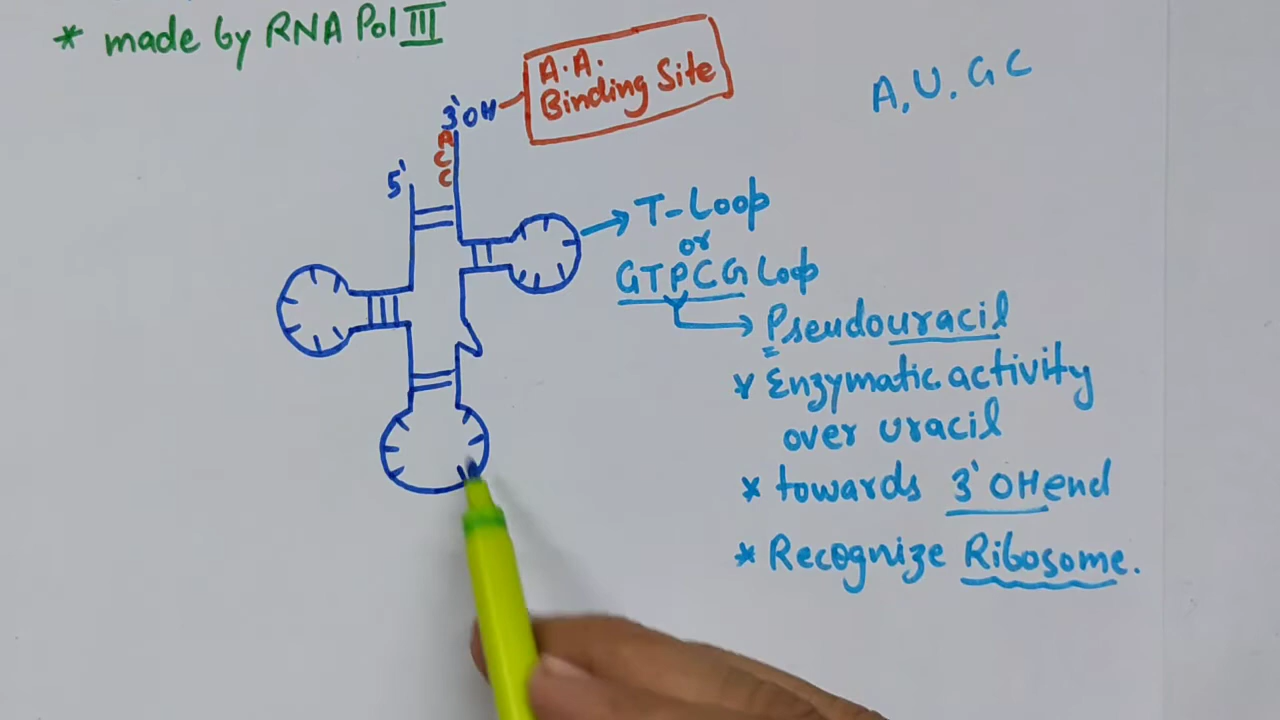 * made by RNA Pol III
A.A.
Binding Site
A, U, G C
3' OH
A
C
C
5'
T-Loop
or
GTPCG Loop
Pseudouracil
* Enzymatic activity
over uracil
* towards 3' OH end
* Recognize Ribosome.